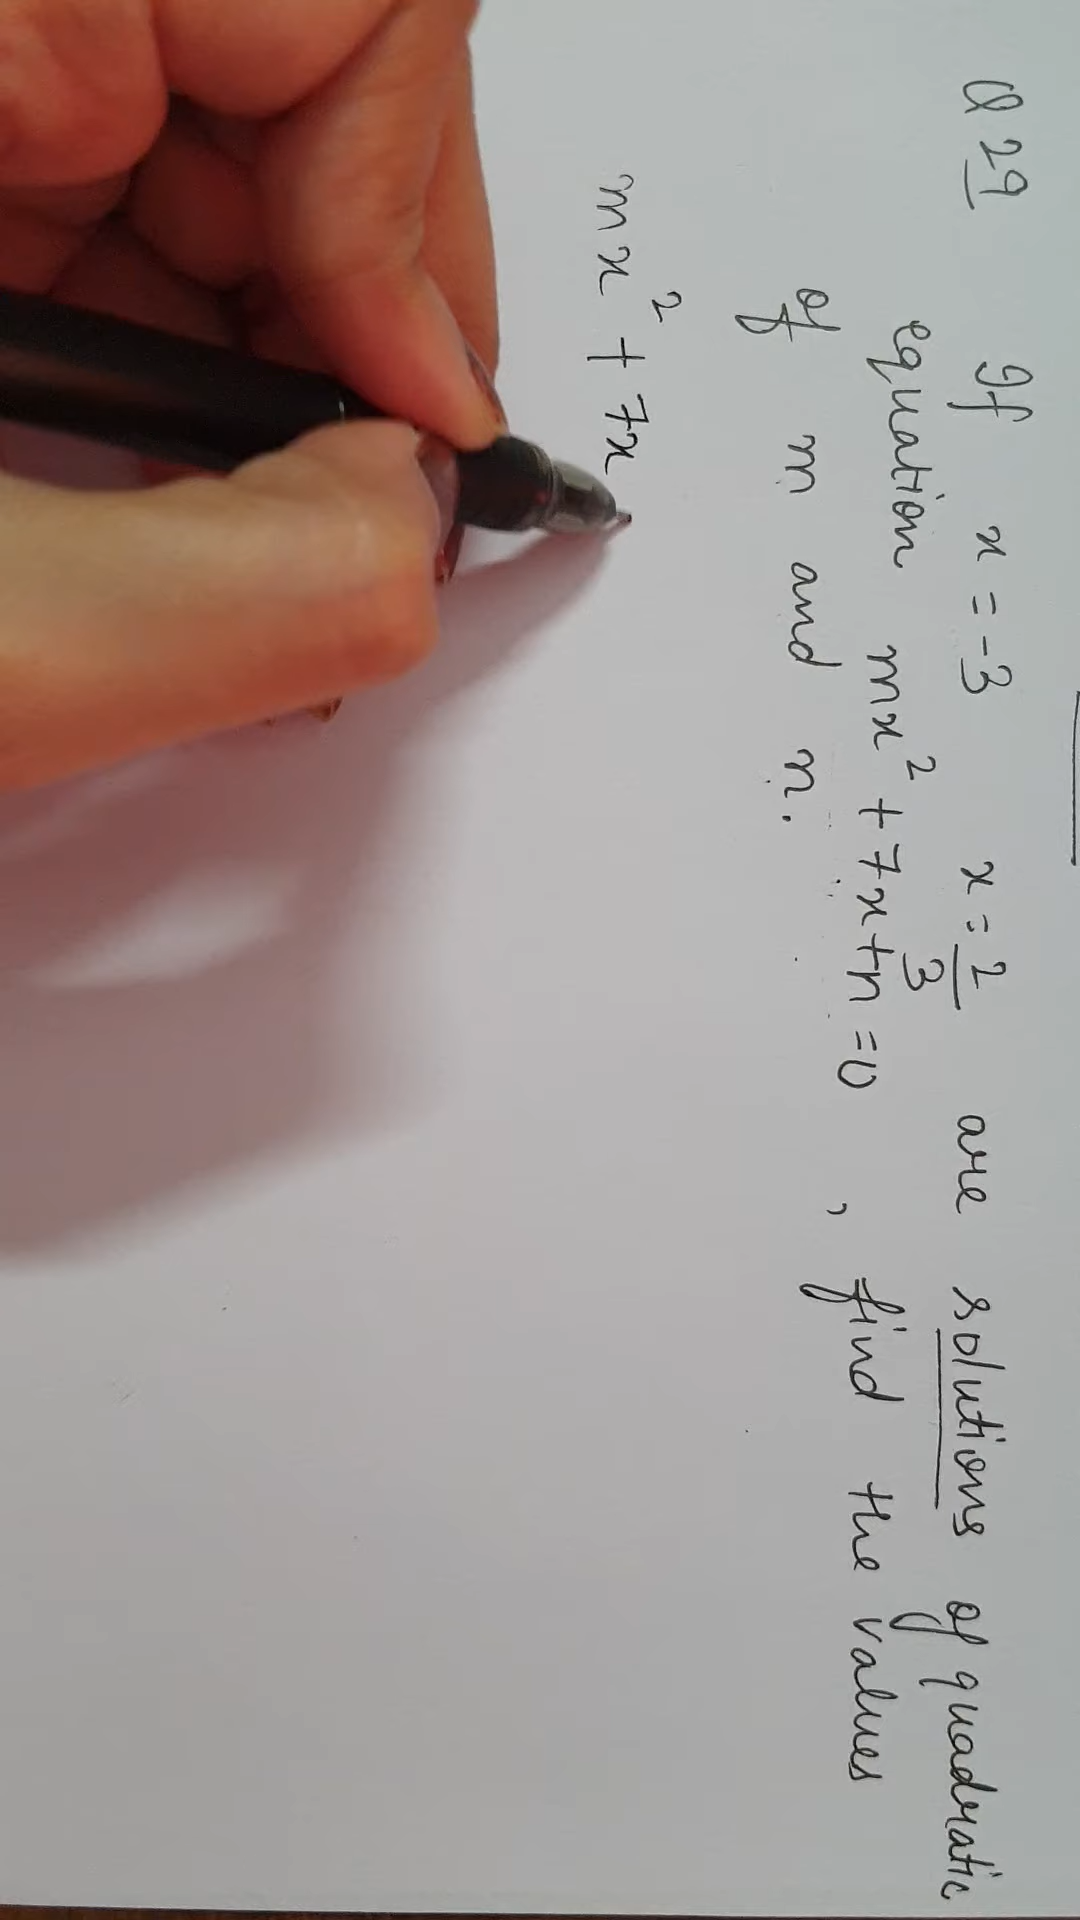 Q 29 If x = -3 x = 2/3 are solutions of quadratic
equation mx² + 7x + n = 0 , find the values
of m and n.
mx² + 7x